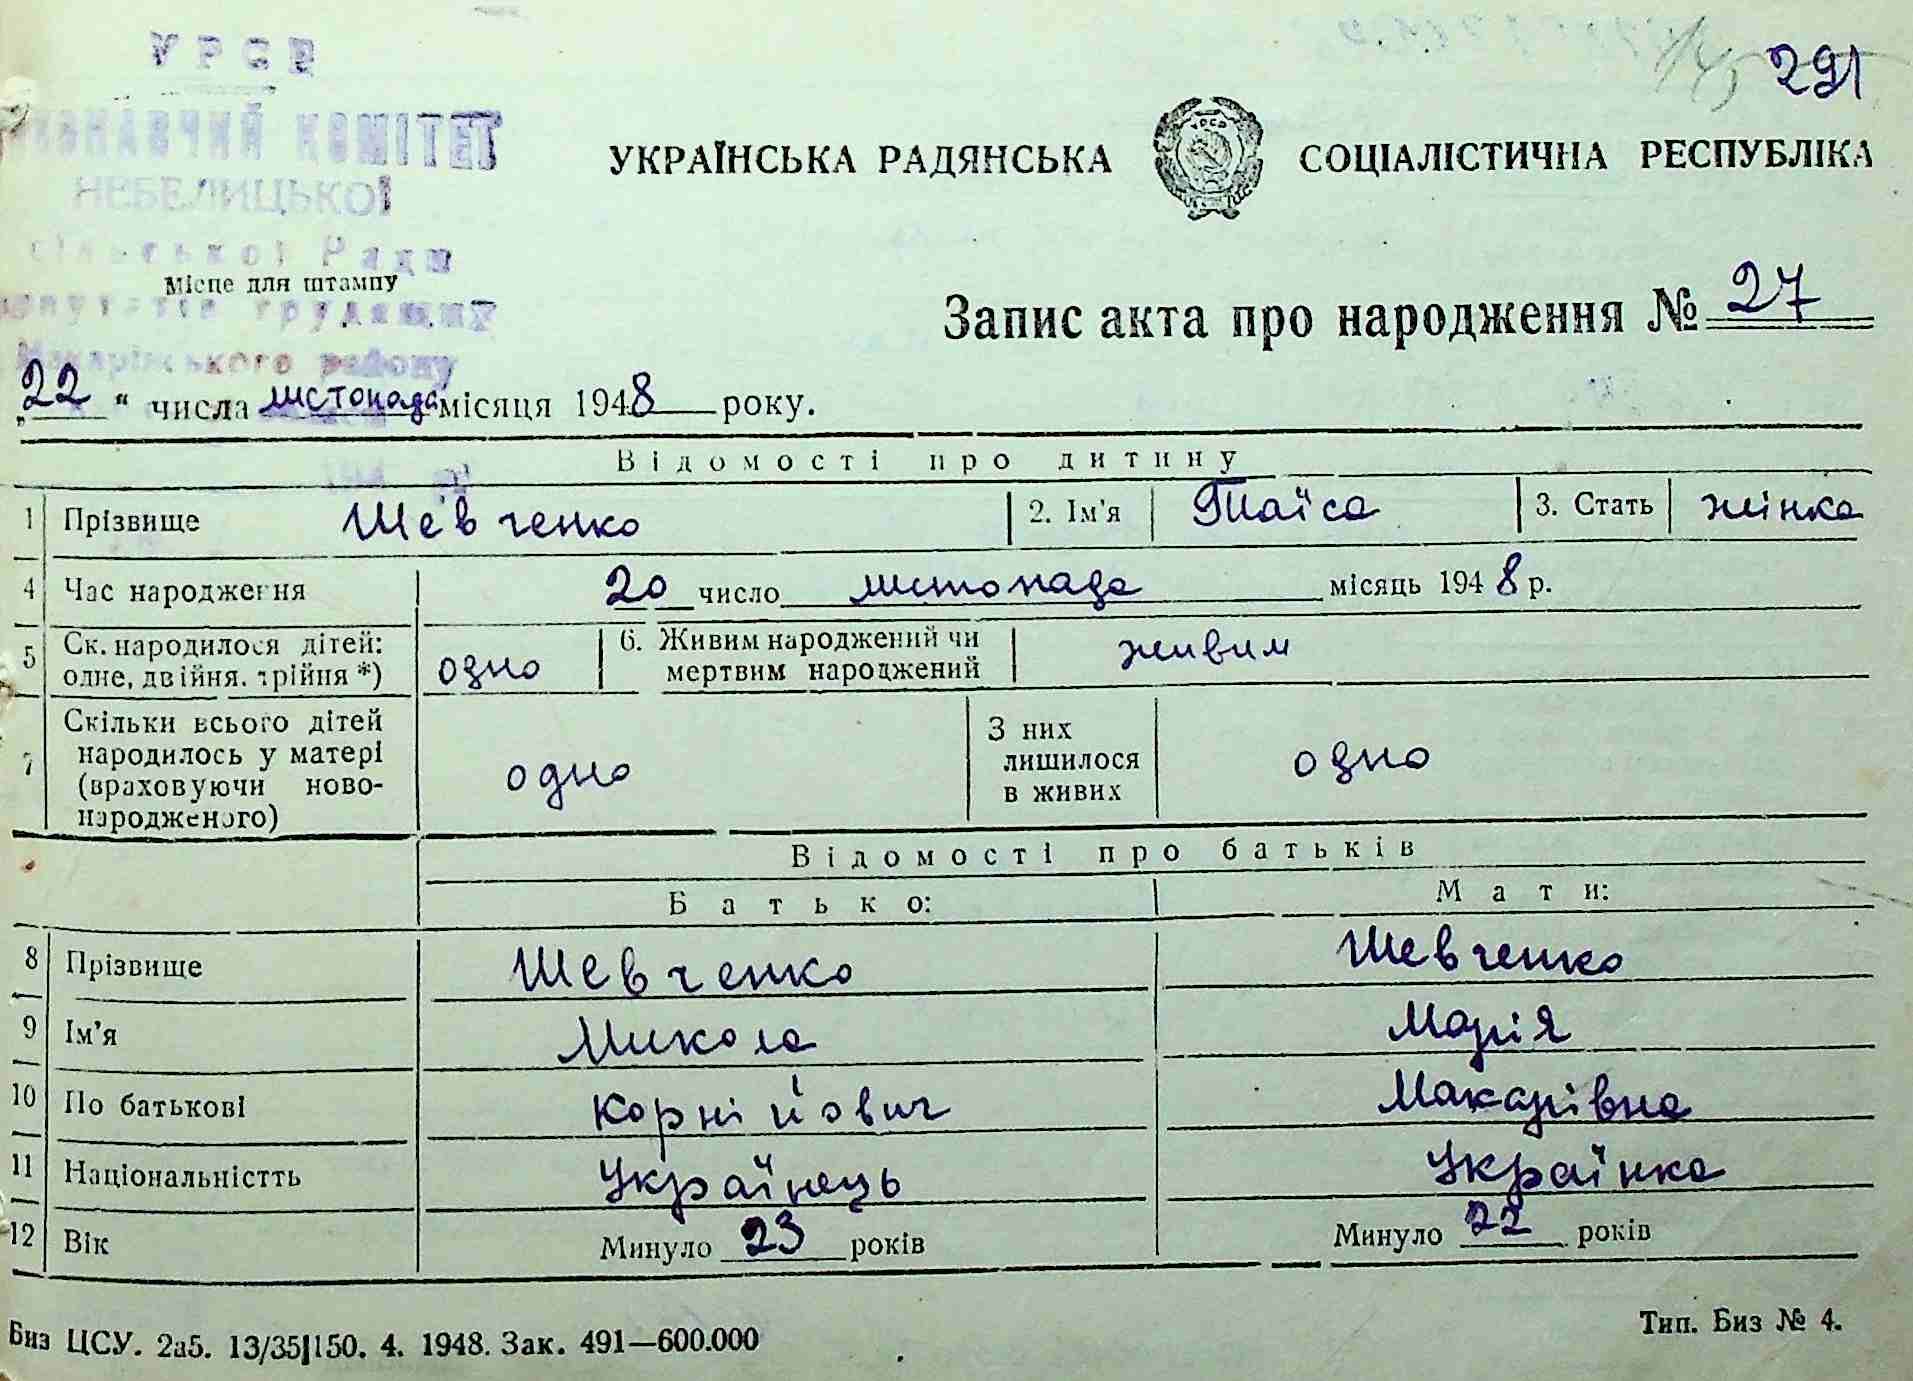 УРСР
291
ВИКОНАВЧИЙ КОМІТЕТ
НЕБЕЛИЦЬКОЇ
сільської Ради
Місце для штампу
депутатів трудящих
Макарівського району
УКРАЇНСЬКА РАДЯНСЬКА СОЦІАЛІСТИЧНА РЕСПУБЛІКА
Запис акта про народження № 27
„22“ числа листопада місяця 1948 року.
Відомості про дитину
1 Прізвище Шевченко 2. Ім'я Таїса 3. Стать жінка
4 Час народження 20 число листопада місяць 1948 р.
5 Ск. народилося дітей: одне, двійня, трійня *) одно 6. Живим народжений чи мертвим народжений живим
7 Скільки всього дітей народилось у матері (враховуючи ново-народженого) одно З них лишилося в живих одно
Відомості про батьків
Батько: Мати:
8 Прізвище Шевченко Шевченко
9 Ім'я Микола Марія
10 По батькові Корнійович Макарівна
11 Національністть Українець Українка
12 Вік Минуло 23 років Минуло 22 років
Биз ЦСУ. 2а5. 13/35|150. 4. 1948. Зак. 491—600.000 Тип. Биз № 4.